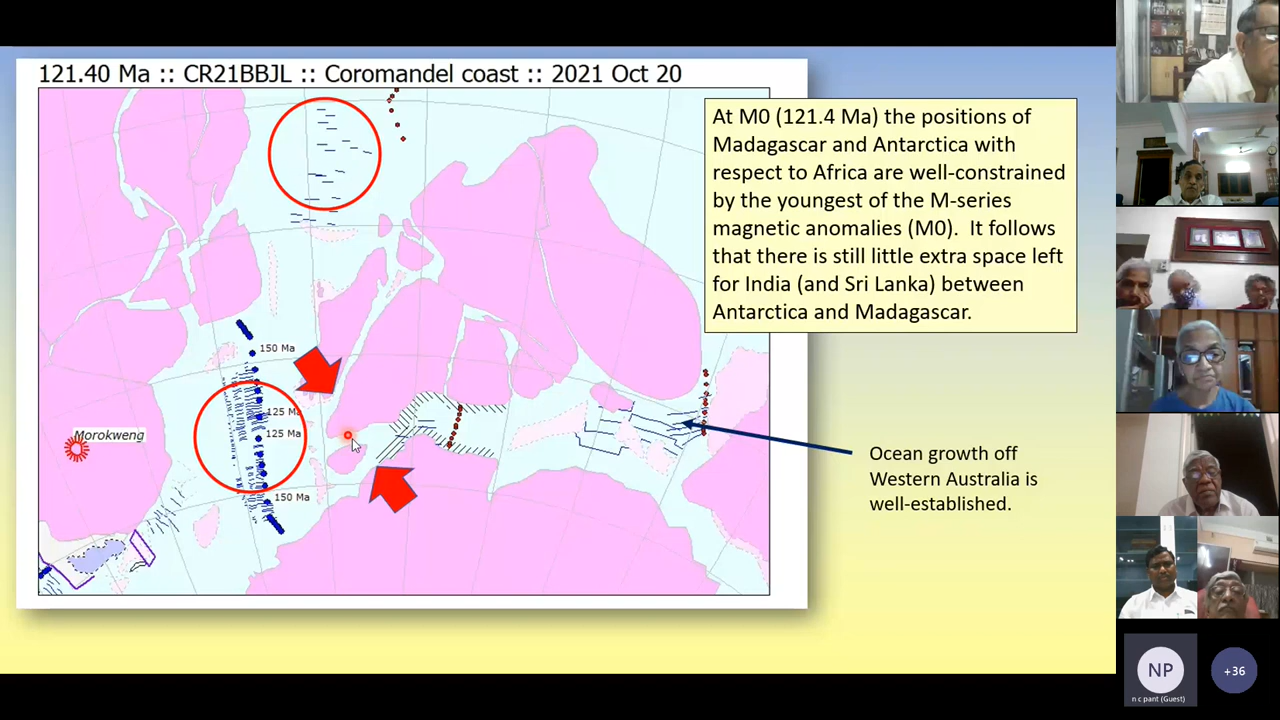 121.40 Ma :: CR21BBJL :: Coromandel coast :: 2021 Oct 20
At M0 (121.4 Ma) the positions of
Madagascar and Antarctica with
respect to Africa are well-constrained
by the youngest of the M-series
magnetic anomalies (M0).  It follows
that there is still little extra space left
for India (and Sri Lanka) between
Antarctica and Madagascar.
150 Ma
125 Ma
125 Ma
150 Ma
Morokweng
Ocean growth off
Western Australia is
well-established.
NP
n c pant (Guest)
+36